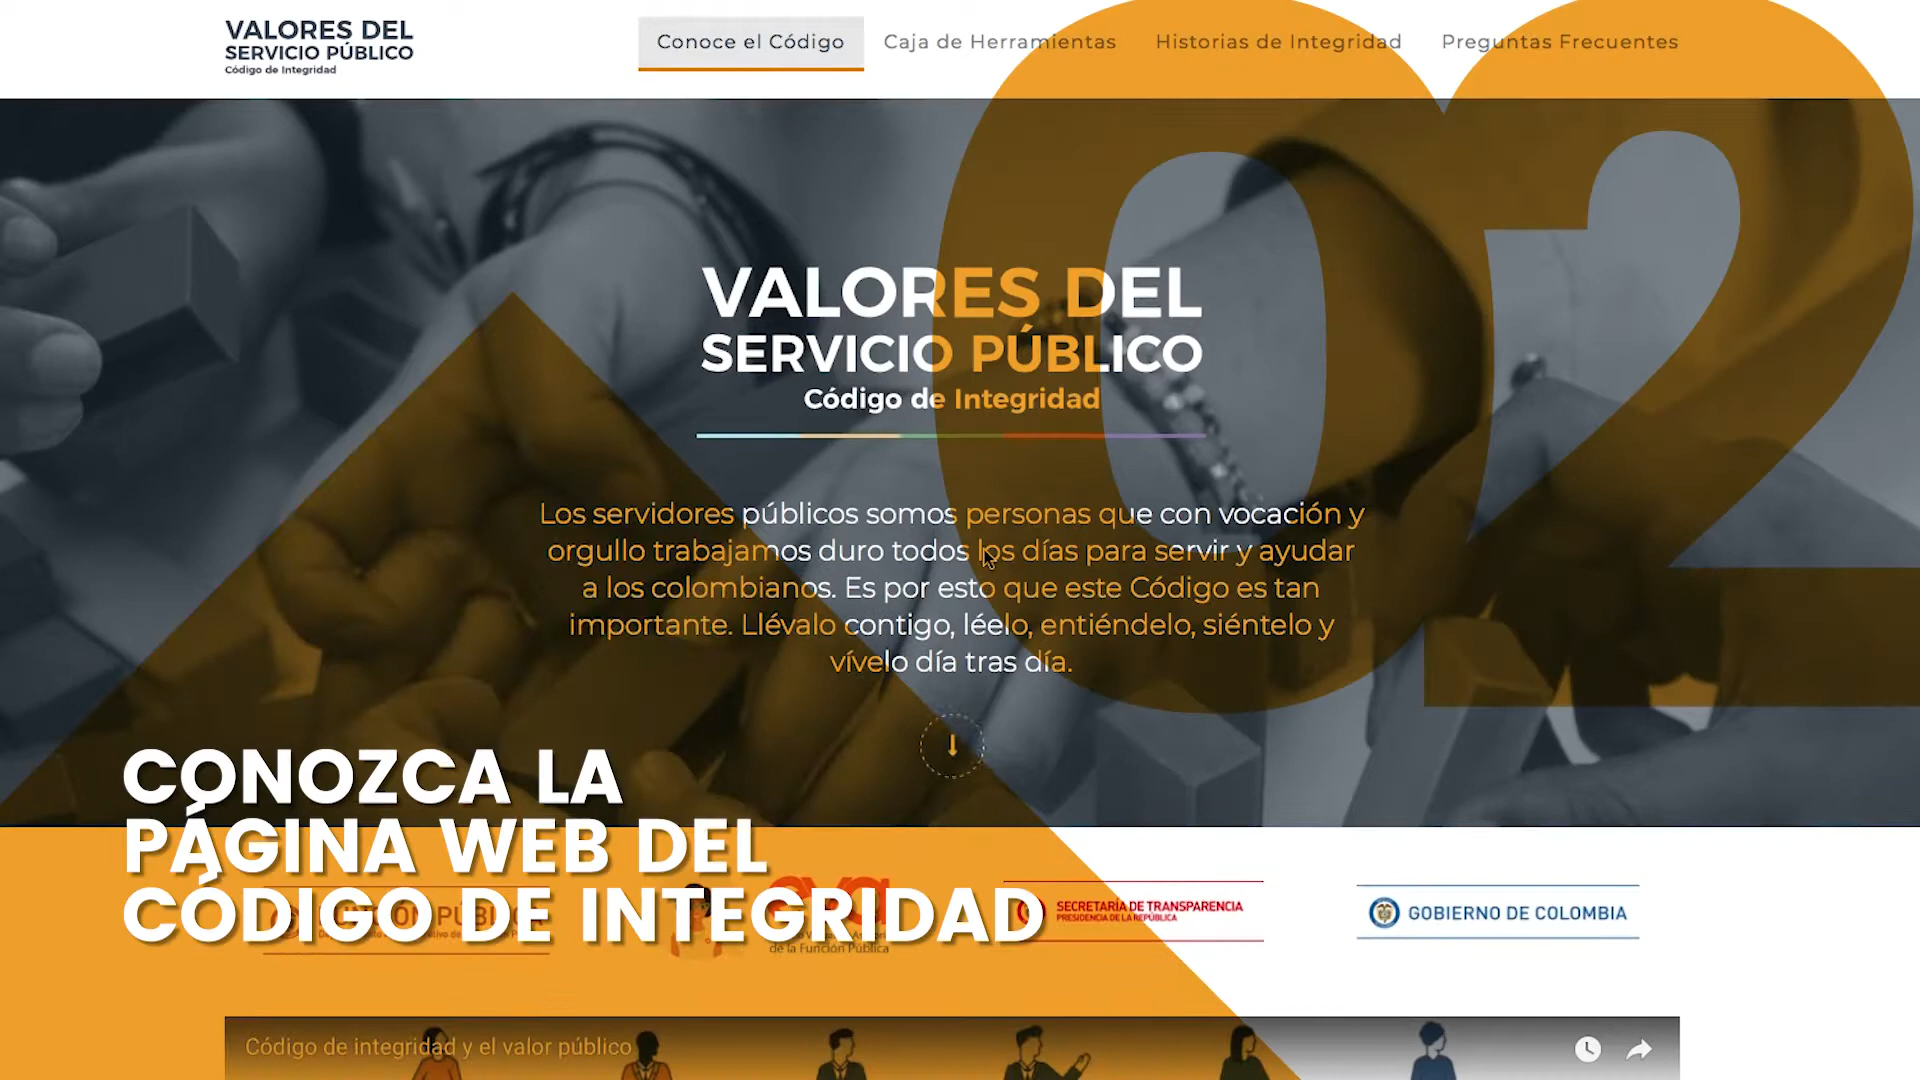 VALORES DEL
SERVICIO PÚBLICO
Código de Integridad
Conoce el Código
Caja de Herramientas
Historias de Integridad
Preguntas Frecuentes
02
VALORES DEL
SERVICIO PÚBLICO
Código de Integridad
Los servidores públicos somos personas que con vocación y
orgullo trabajamos duro todos los días para servir y ayudar
a los colombianos. Es por esto que este Código es tan
importante. Llévalo contigo, léelo, entiéndelo, siéntelo y
vívelo día tras día.
CONOZCA LA
PÁGINA WEB DEL
CÓDIGO DE INTEGRIDAD
eva
de la Función Pública
SECRETARÍA DE TRANSPARENCIA
PRESIDENCIA DE LA REPÚBLICA
GOBIERNO DE COLOMBIA
Código de integridad y el valor público